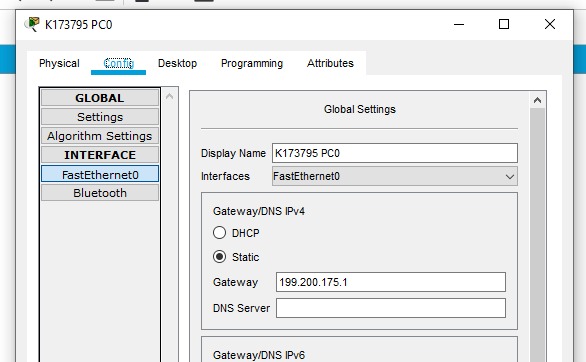 K173795 PC0
Physical Config Desktop Programming Attributes
GLOBAL
Settings
Algorithm Settings
INTERFACE
FastEthernet0
Bluetooth
Global Settings
Display Name K173795 PC0
Interfaces FastEthernet0
Gateway/DNS IPv4
DHCP
Static
Gateway 199.200.175.1
DNS Server
Gateway/DNS IPv6